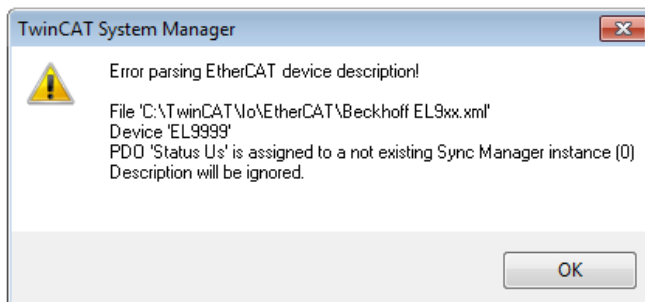 TwinCAT System Manager
Error parsing EtherCAT device description!
File 'C:\TwinCAT\Io\EtherCAT\Beckhoff EL9xx.xml'
Device 'EL9999'
PDO 'Status Us' is assigned to a not existing Sync Manager instance (0)
Description will be ignored.
OK